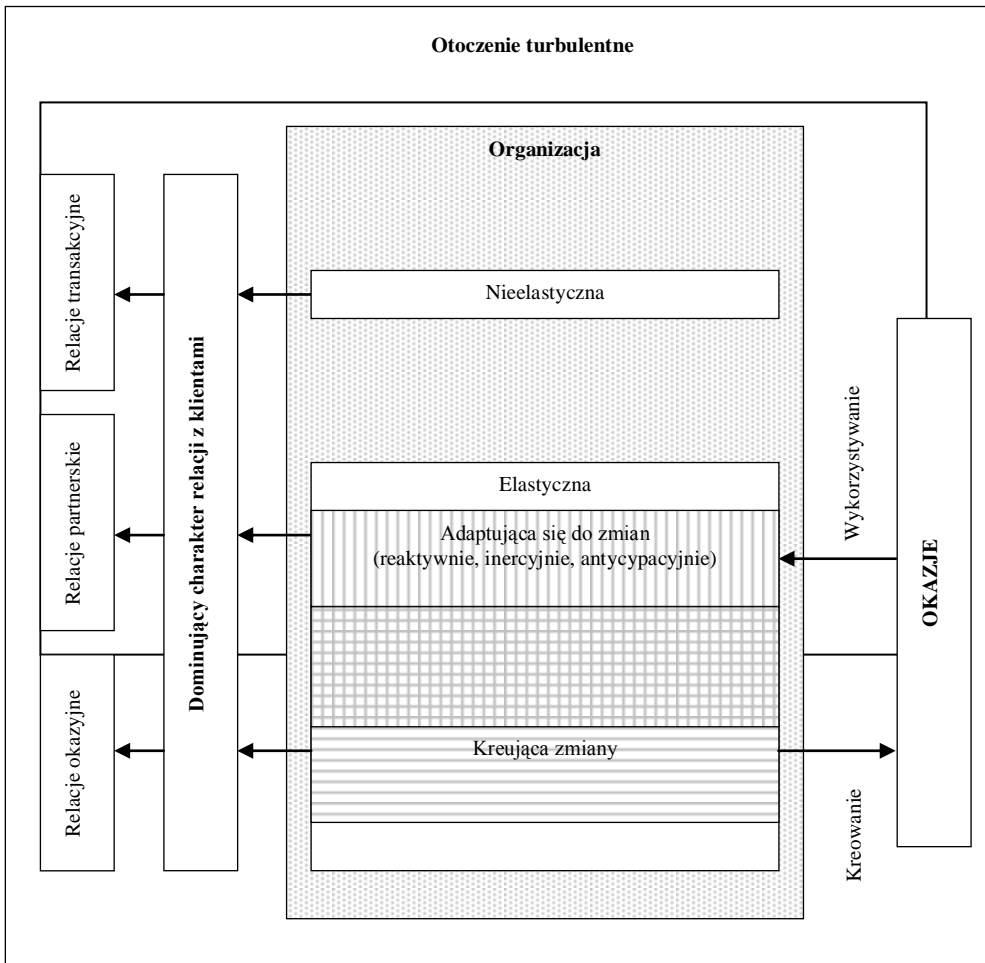 Otoczenie turbulentne
Organizacja
Relacje transakcyjne
Relacje partnerskie
Relacje okazyjne
Dominujący charakter relacji z klientami
Nieelastyczna
Elastyczna
Adaptująca się do zmian
(reaktywnie, inercyjnie, antycypacyjnie)
Kreująca zmiany
Wykorzystywanie
Kreowanie
OKAZJE